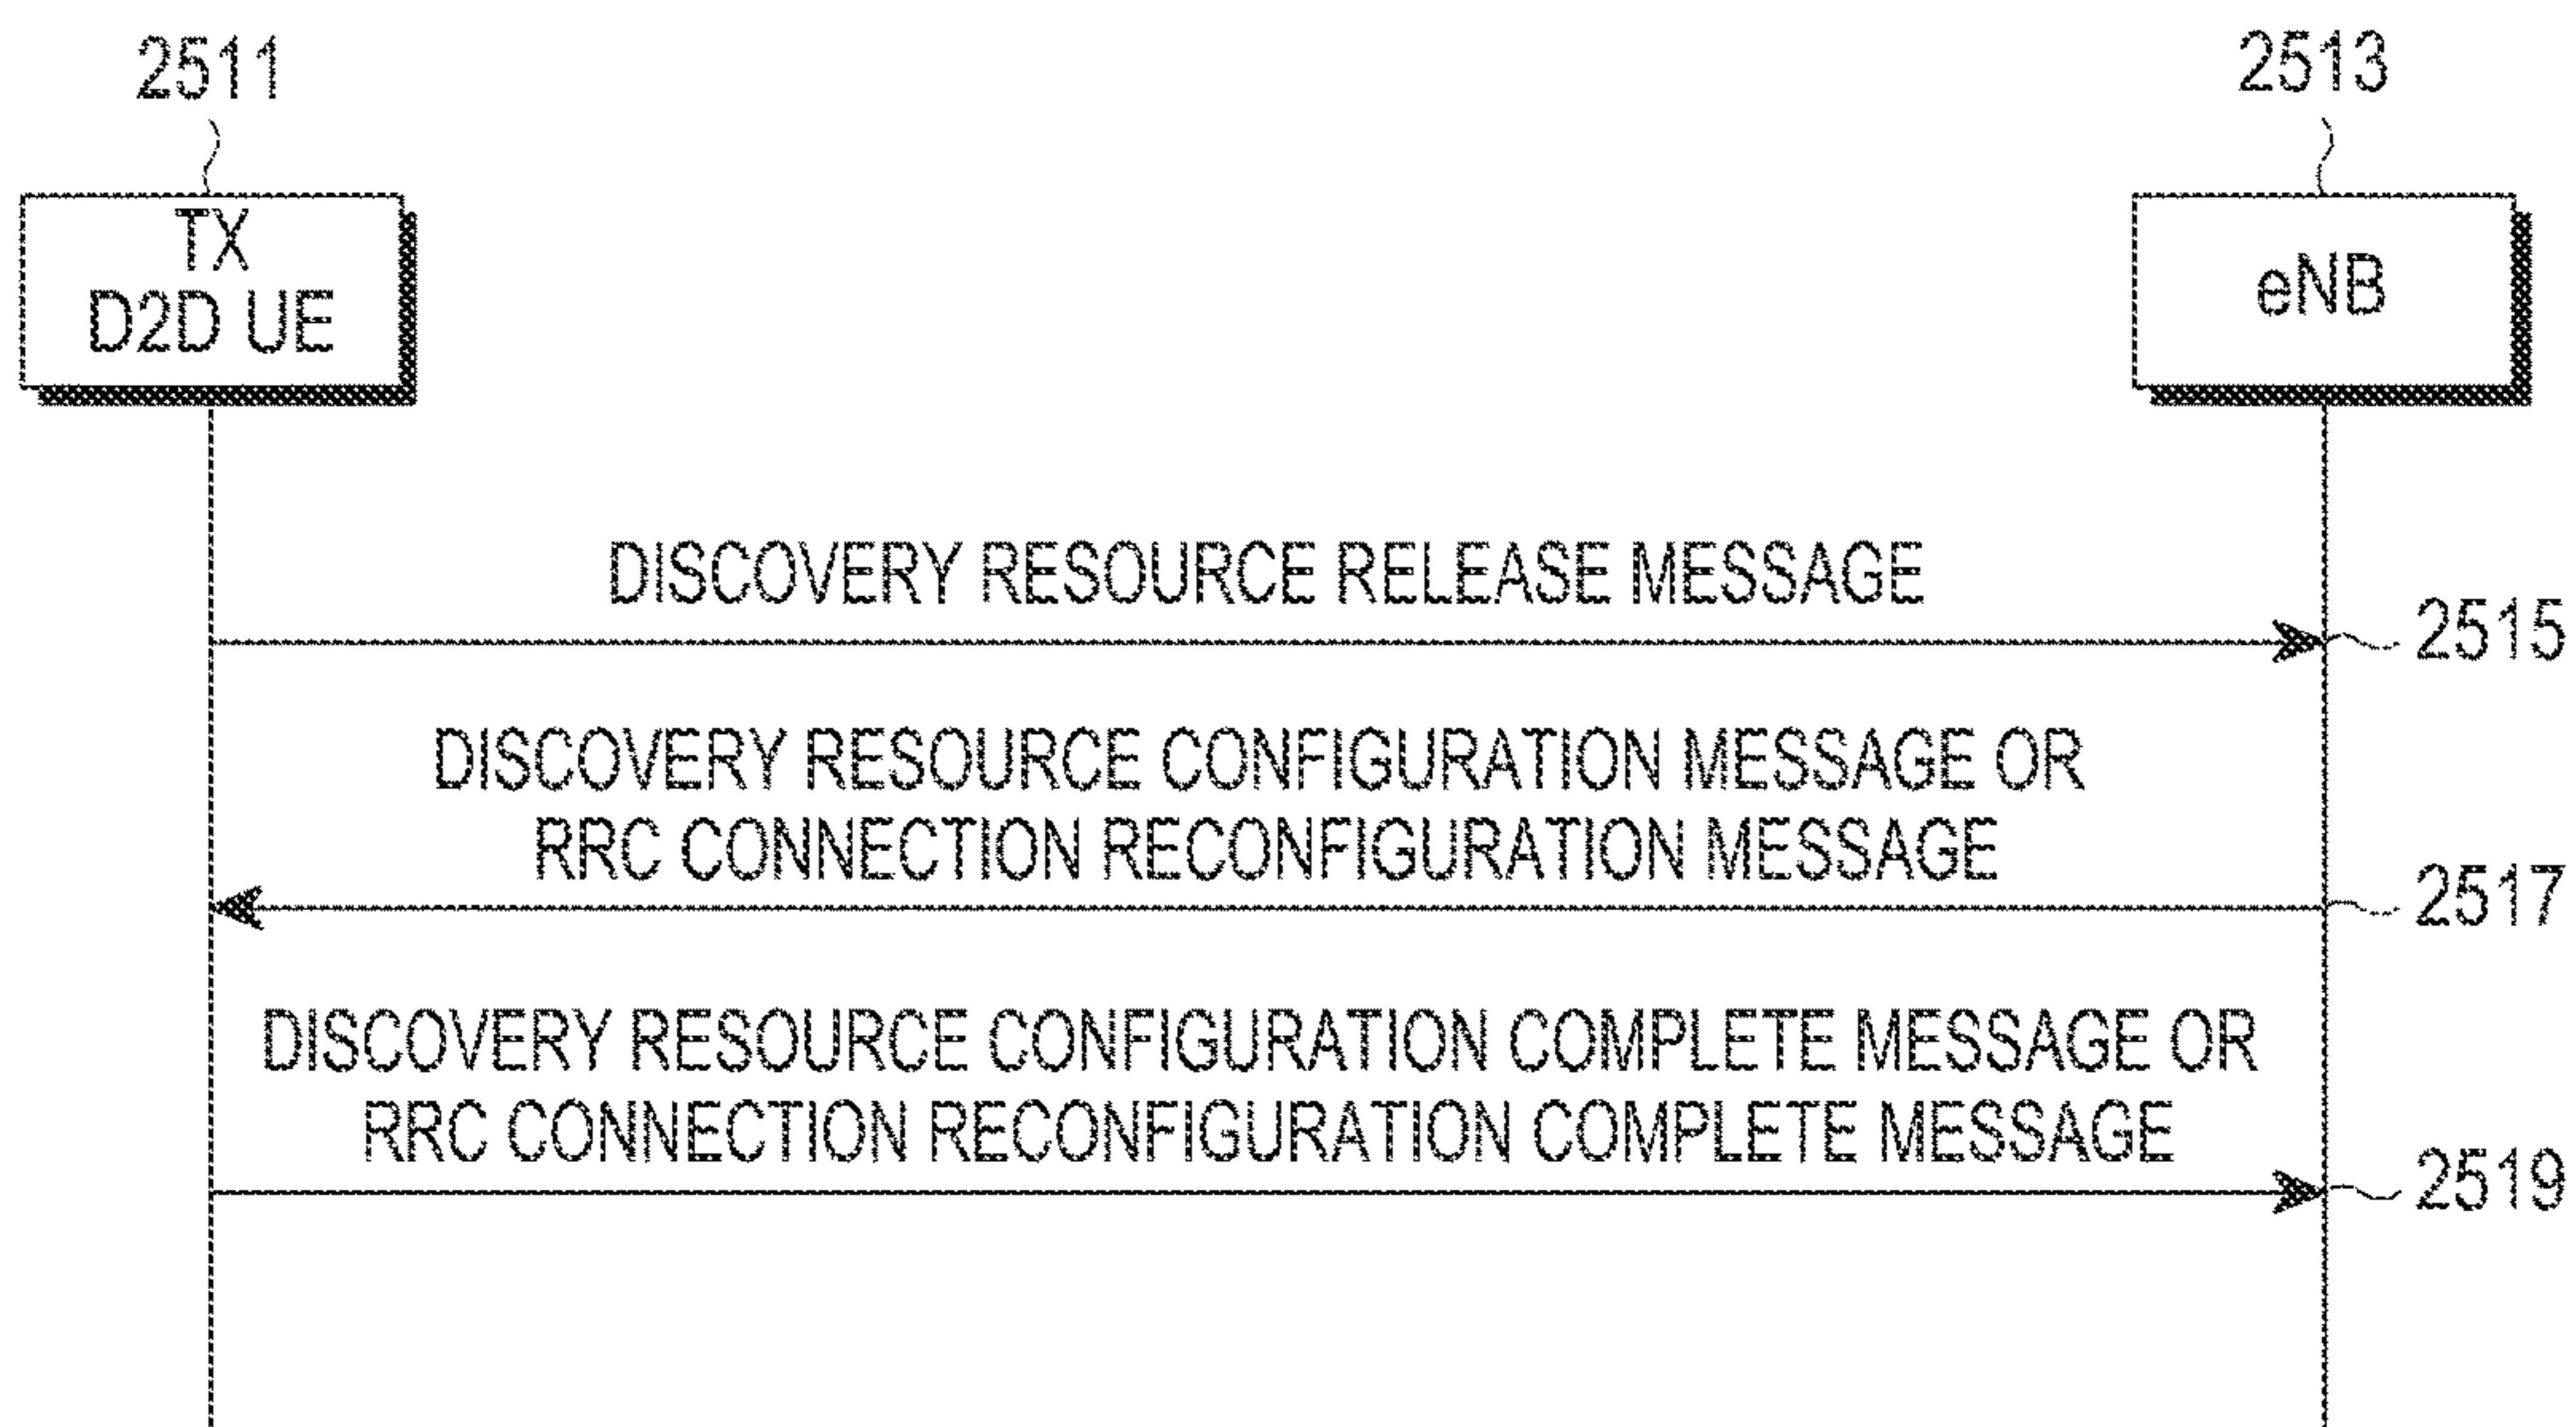 2511
2513
TX
D2D UE
eNB
DISCOVERY RESOURCE RELEASE MESSAGE
2515
DISCOVERY RESOURCE CONFIGURATION MESSAGE OR
RRC CONNECTION RECONFIGURATION MESSAGE
2517
DISCOVERY RESOURCE CONFIGURATION COMPLETE MESSAGE OR
RRC CONNECTION RECONFIGURATION COMPLETE MESSAGE
2519